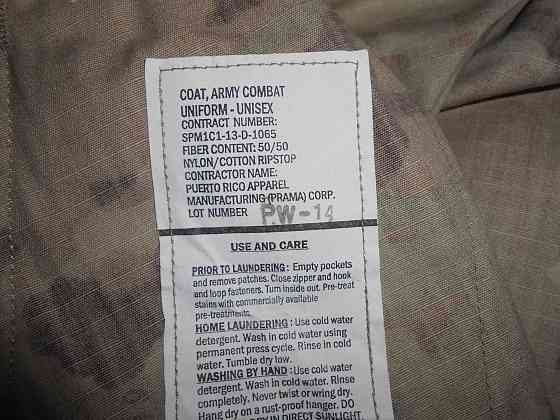 COAT, ARMY COMBAT
UNIFORM - UNISEX
CONTRACT NUMBER:
SPM1C1-13-D-1065
FIBER CONTENT: 50/50
NYLON/COTTON RIPSTOP
CONTRACTOR NAME:
PUERTO RICO APPAREL
MANUFACTURING (PRAMA) CORP.
LOT NUMBER PW-14
USE AND CARE
PRIOR TO LAUNDERING: Empty pockets
and remove patches. Close zipper and hook
and loop fasteners. Turn inside out. Pre-treat
stains with commercially available
pre-treatments.
HOME LAUNDERING: Use cold water
detergent. Wash in cold water using
permanent press cycle. Rinse in cold
water. Tumble dry low.
WASHING BY HAND: Use cold water
detergent. Wash in cold water. Rinse
completely. Never twist or wring dry.
Hang dry on a rust-proof hanger. DO
DRY IN DIRECT SUNLIGHT